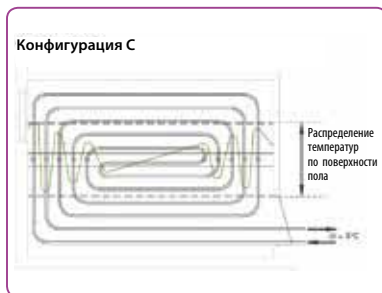 Конфигурация С
Распределение
температур
по поверхности
пола